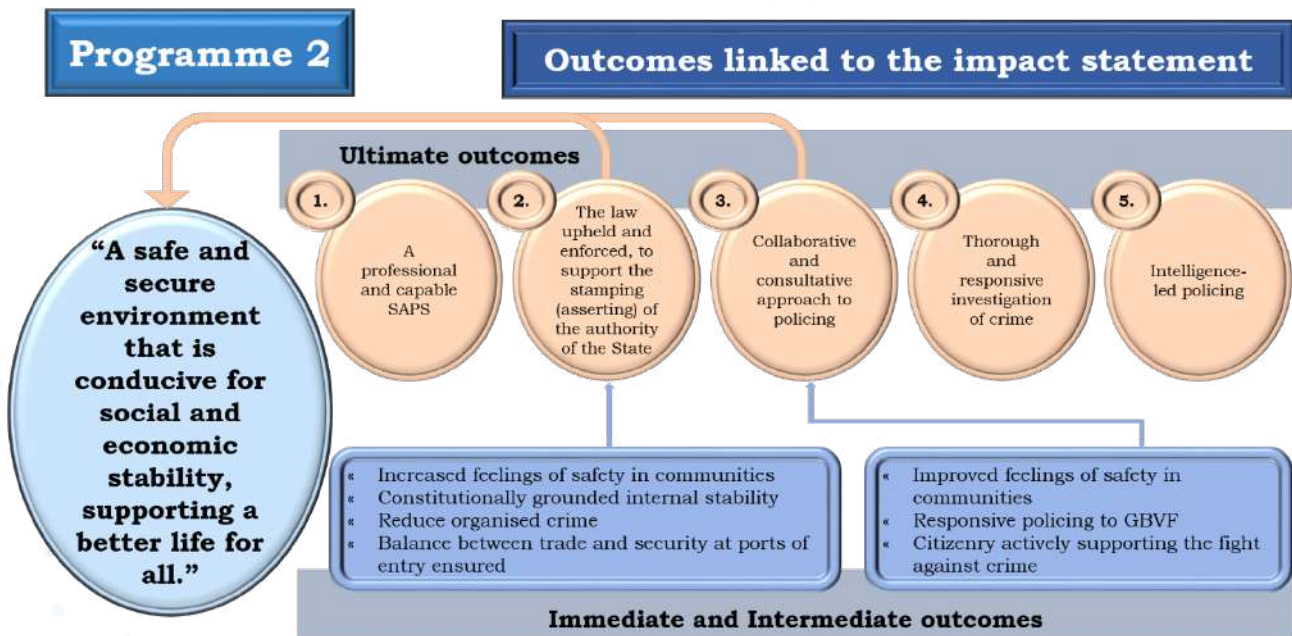 Programme 2
Outcomes linked to the impact statement
Ultimate outcomes
1.
A
professional
and capable
SAPS
2.
The law
upheld and
enforced, to
support the
stamping
(asserting) of
the authority
of the State
3.
Collaborative
and
consultative
approach to
policing
4.
Thorough
and
responsive
investigation
of crime
5.
Intelligence-
led policing
“A safe and
secure
environment
that is
conducive for
social and
economic
stability,
supporting a
better life for
all.”
« Increased feelings of safety in communities
« Constitutionally grounded internal stability
« Reduce organised crime
« Balance between trade and security at ports of
entry ensured
« Improved feelings of safety in
communities
« Responsive policing to GBVF
« Citizenry actively supporting the fight
against crime
Immediate and Intermediate outcomes